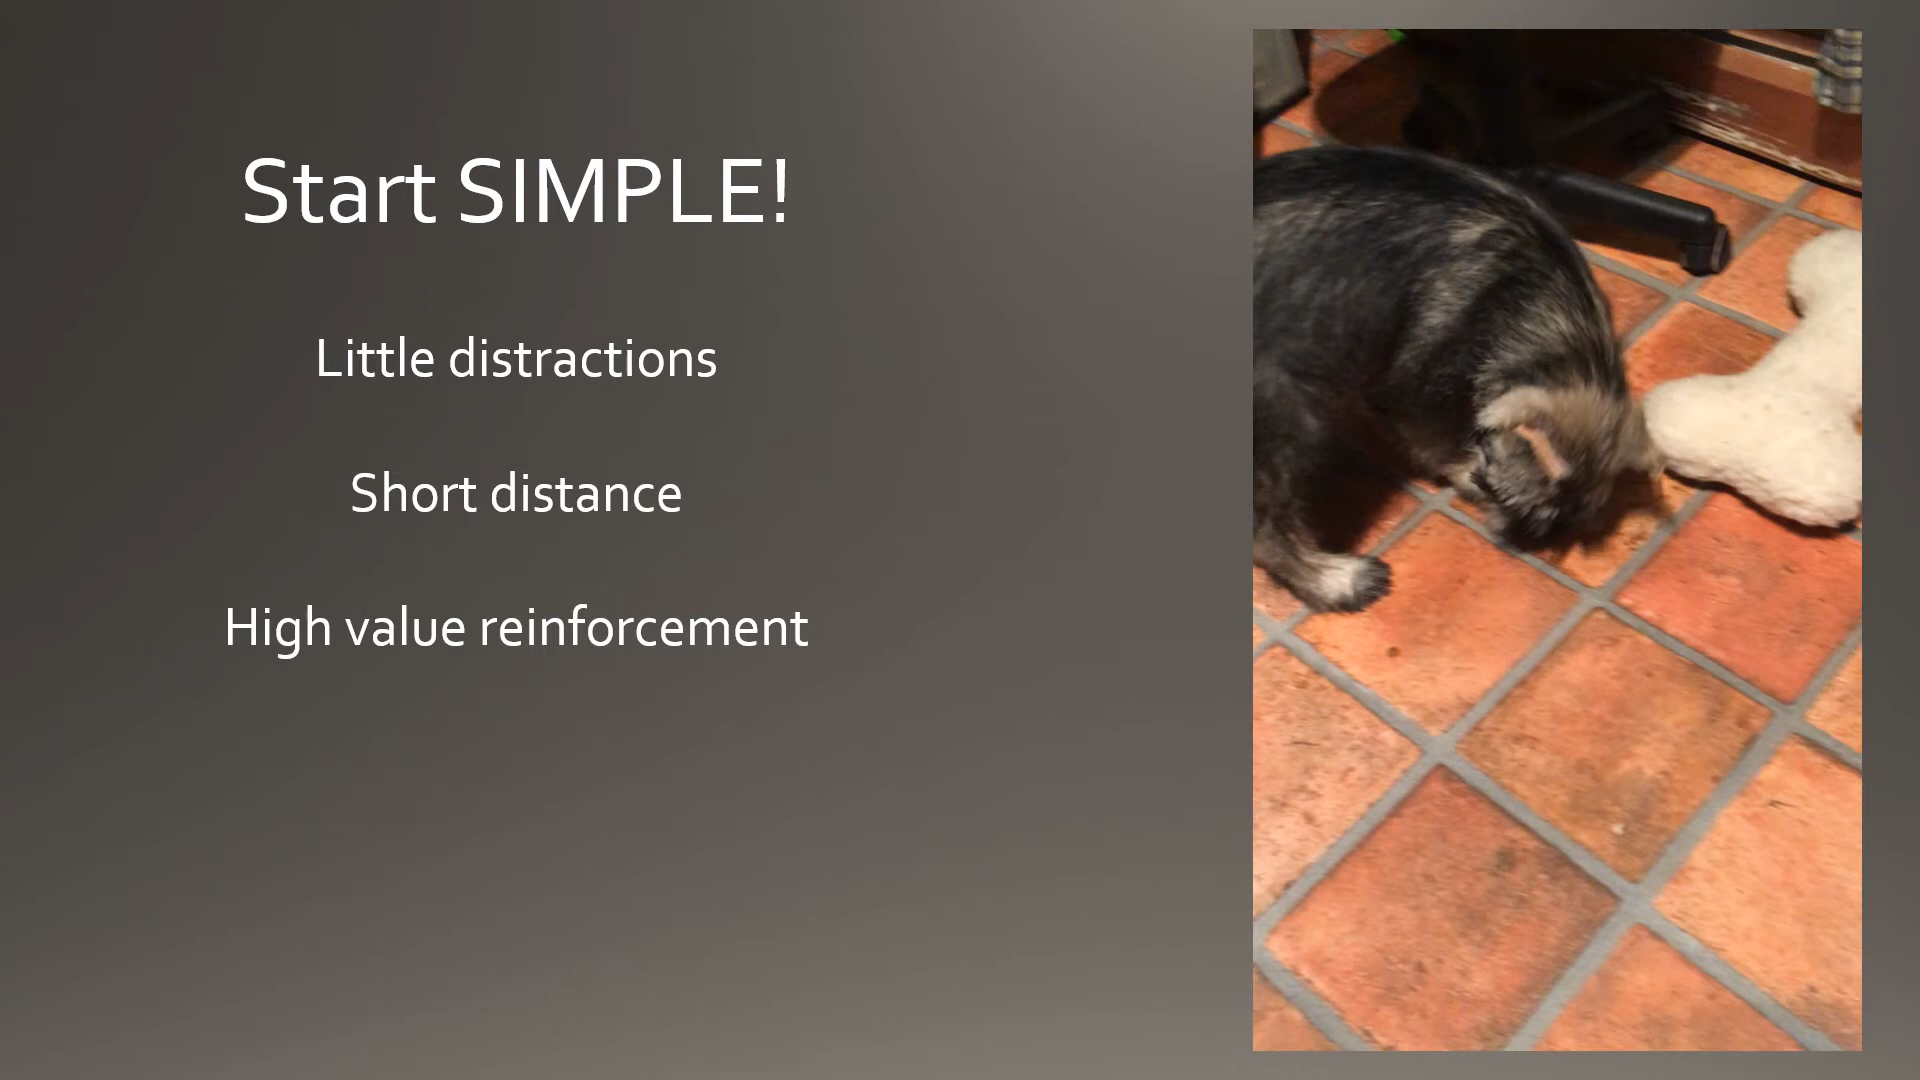 Start SIMPLE!
Little distractions
Short distance
High value reinforcement